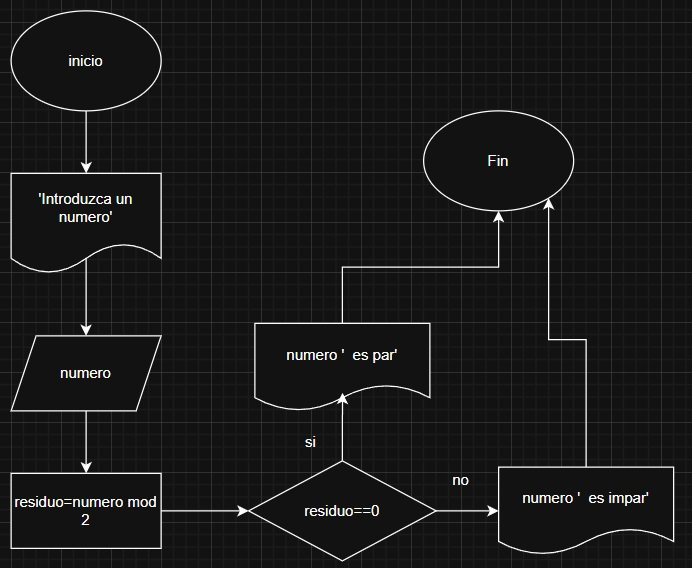 inicio
'Introduzca un
numero'
numero
residuo=numero mod
2
residuo==0
si
numero '  es par'
no
numero '  es impar'
Fin